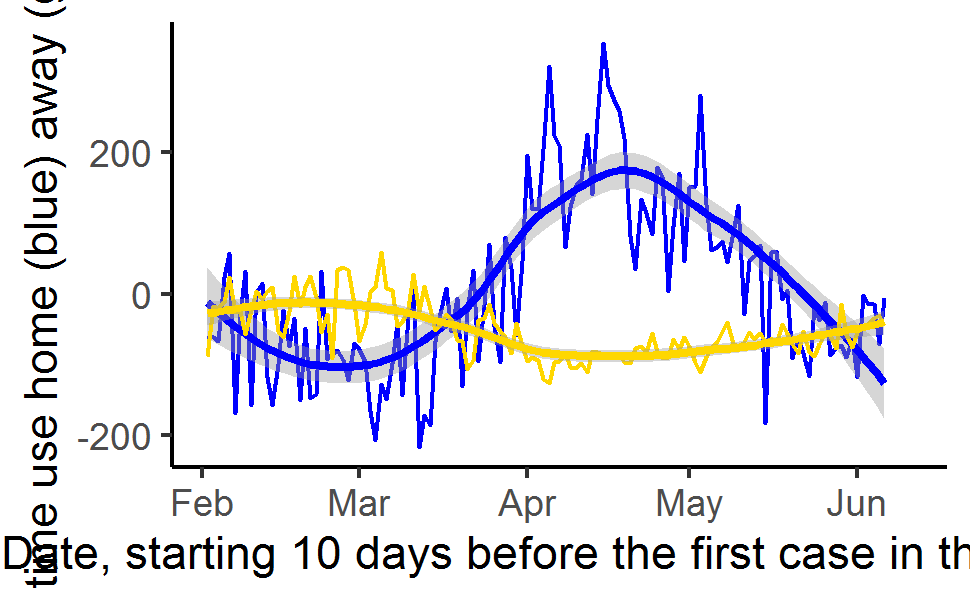 time use home (blue) away (
200
0
-200
Feb Mar Apr May Jun
Date, starting 10 days before the first case in th